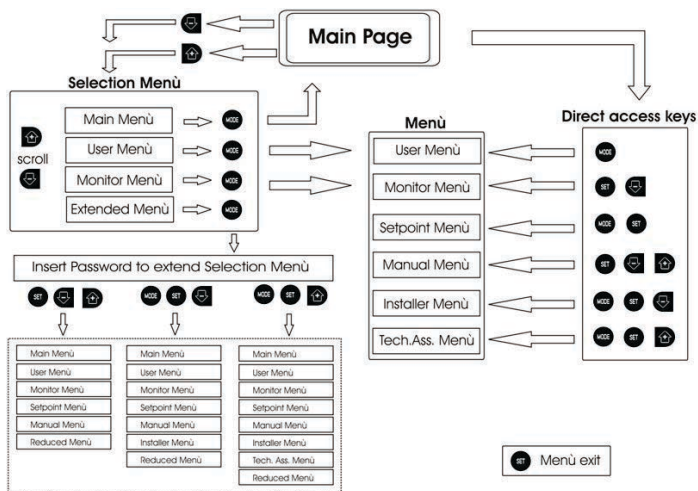 Main Page
Selection Menù
Main Menù
MODE
User Menù
MODE
scroll
Monitor Menù
MODE
Extended Menù
MODE
Insert Password to extend Selection Menù
SET
MODE SET
MODE SET
Main Menù
User Menù
Monitor Menù
Setpoint Menù
Manual Menù
Reduced Menù
Main Menù
User Menù
Monitor Menù
Setpoint Menù
Manual Menù
Installer Menù
Reduced Menù
Main Menù
User Menù
Monitor Menù
Setpoint Menù
Manual Menù
Installer Menù
Tech. Ass. Menù
Reduced Menù
Menù
User Menù
Monitor Menù
Setpoint Menù
Manual Menù
Installer Menù
Tech.Ass. Menù
Direct access keys
MODE
SET
MODE SET
SET
MODE SET
MODE SET
SET Menù exit